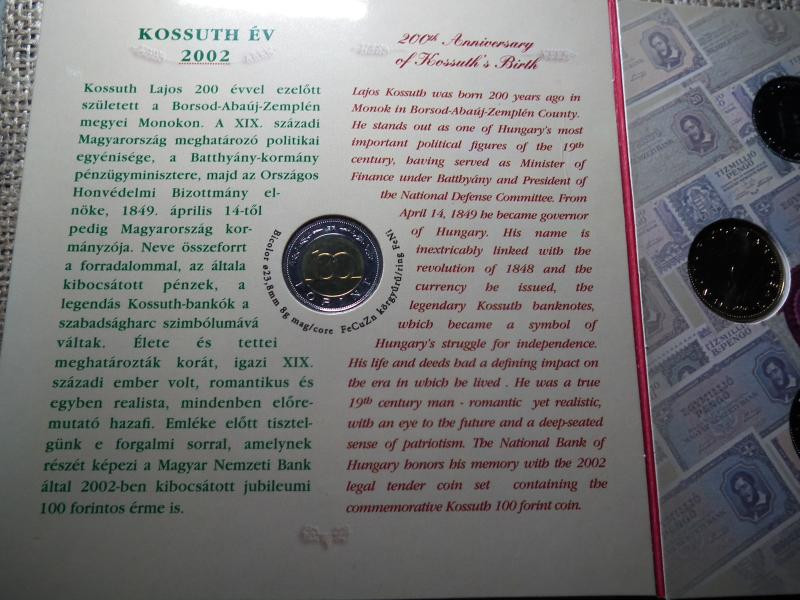 KOSSUTH ÉV
2002
Kossuth Lajos 200 évvel ezelőtt
született a Borsod-Abaúj-Zemplén
megyei Monokon. A XIX. századi
Magyarország meghatározó politikai
egyénisége, a Batthyány-kormány
pénzügyminisztere, majd az Országos
Honvédelmi Bizottmány el-
nöke, 1849. április 14-től
pedig Magyarország kor-
mányzója. Neve összeforrt
a forradalommal, az általa
kibocsátott pénzek, a
legendás Kossuth-bankók a
szabadságharc szimbólumává
váltak. Élete és tettei
meghatározták korát, igazi XIX.
századi ember volt, romantikus és
egyben realista, mindenben előre-
mutató hazafi. Emléke előtt tisztel-
günk e forgalmi sorral, amelynek
részét képezi a Magyar Nemzeti Bank
által 2002-ben kibocsátott jubileumi
100 forintos érme is.
Bicolor ø23,8mm 8g mag/core FeCuZn körgyűrű/ring FeNi
100
FORINT
200th Anniversary
of Kossuth's Birth
Lajos Kossuth was born 200 years ago in
Monok in Borsod-Abaúj-Zemplén County.
He stands out as one of Hungary's most
important political figures of the 19th
century, having served as Minister of
Finance under Batthyány and President of
the National Defense Committee. From
April 14, 1849 he became governor
of Hungary. His name is
inextricably linked with the
revolution of 1848 and the
currency he issued, the
legendary Kossuth banknotes,
which became a symbol of
Hungary's struggle for independence.
His life and deeds had a defining impact on
the era in which he lived . He was a true
19th century man - romantic yet realistic,
with an eye to the future and a deep-seated
sense of patriotism. The National Bank of
Hungary honors his memory with the 2002
legal tender coin set containing the
commemorative Kossuth 100 forint coin.
TIZMILLIÓ
PENGŐ
TIZMILLIÓ
B.-PENGŐ
EGYMILLIÓ